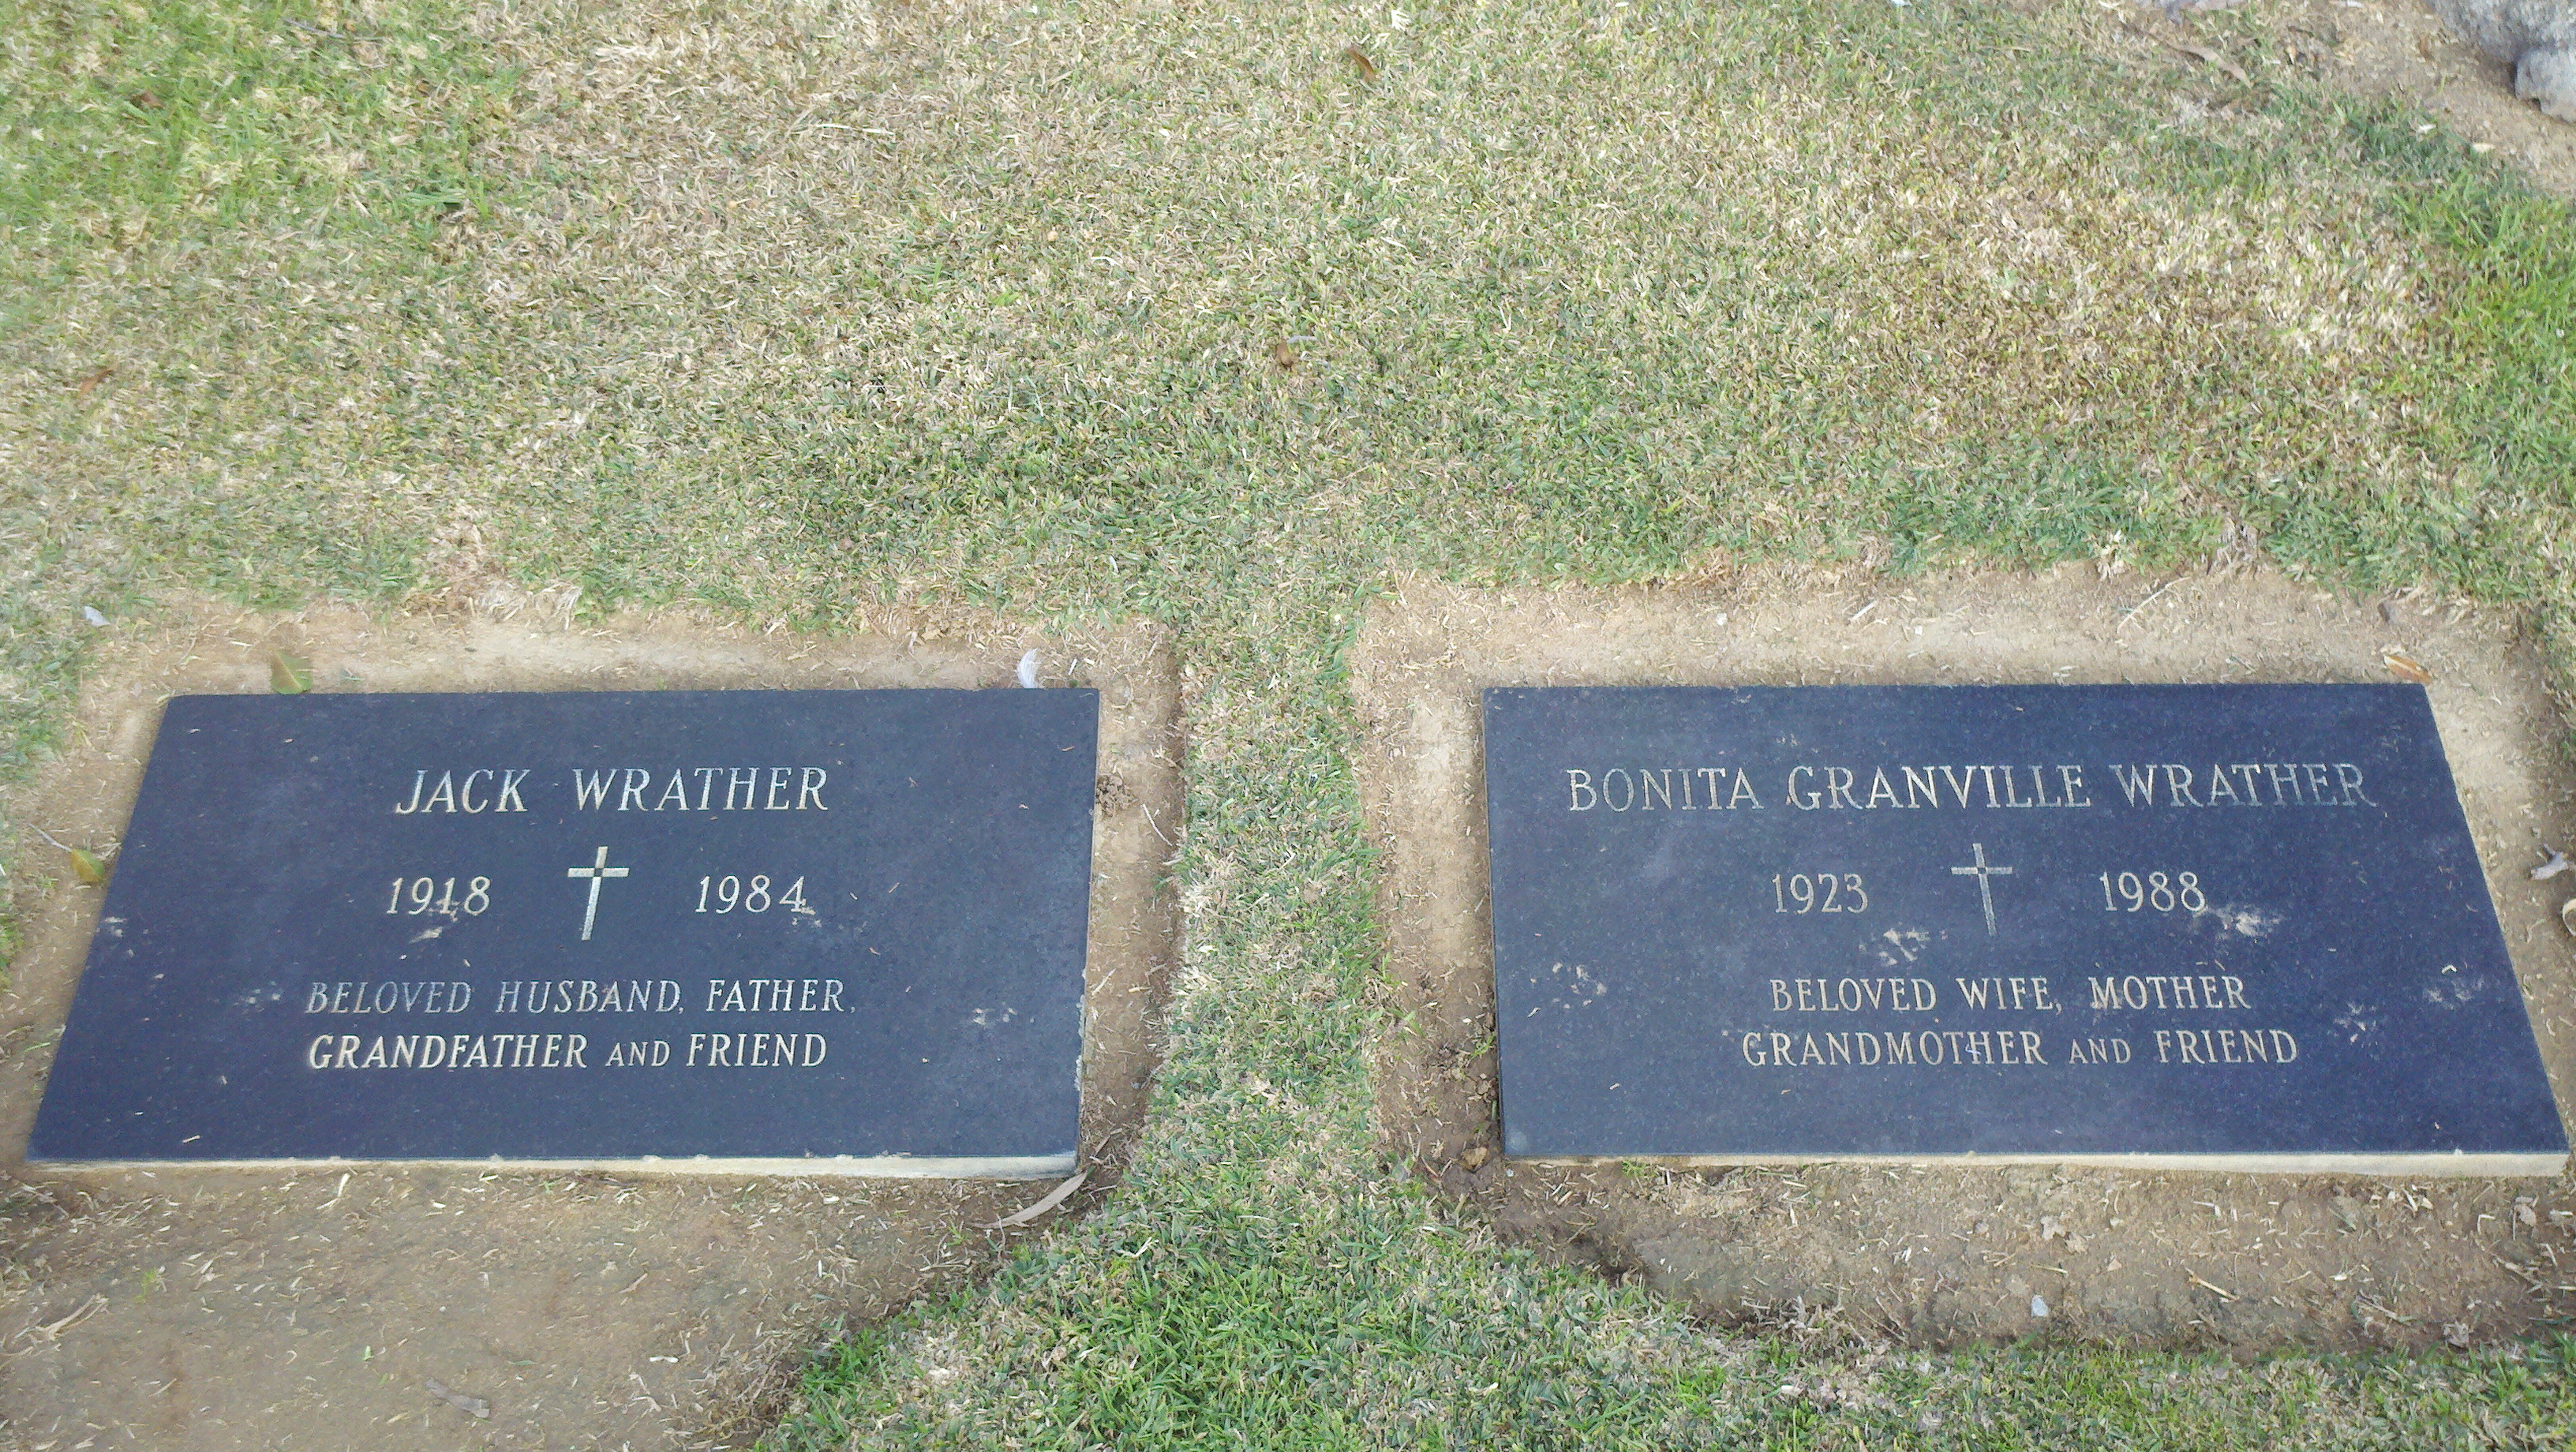 JACK WRATHER
1918 1984
BELOVED HUSBAND, FATHER,
GRANDFATHER AND FRIEND
BONITA GRANVILLE WRATHER
1923 1988
BELOVED WIFE, MOTHER
GRANDMOTHER AND FRIEND